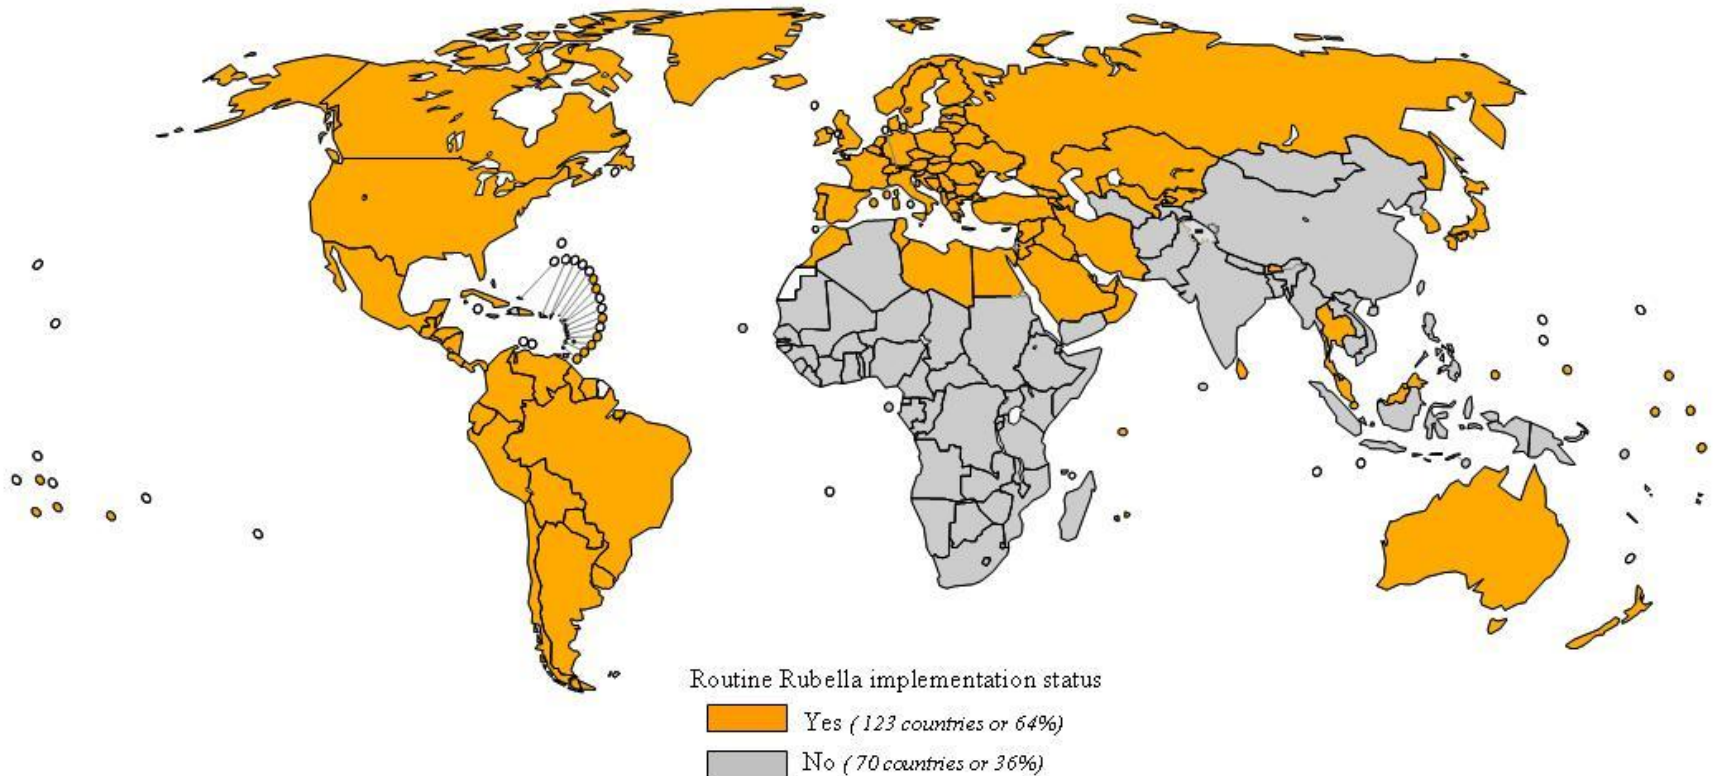 Routine Rubella implementation status
Yes ( 123 countries or 64%)
No ( 70 countries or 36%)